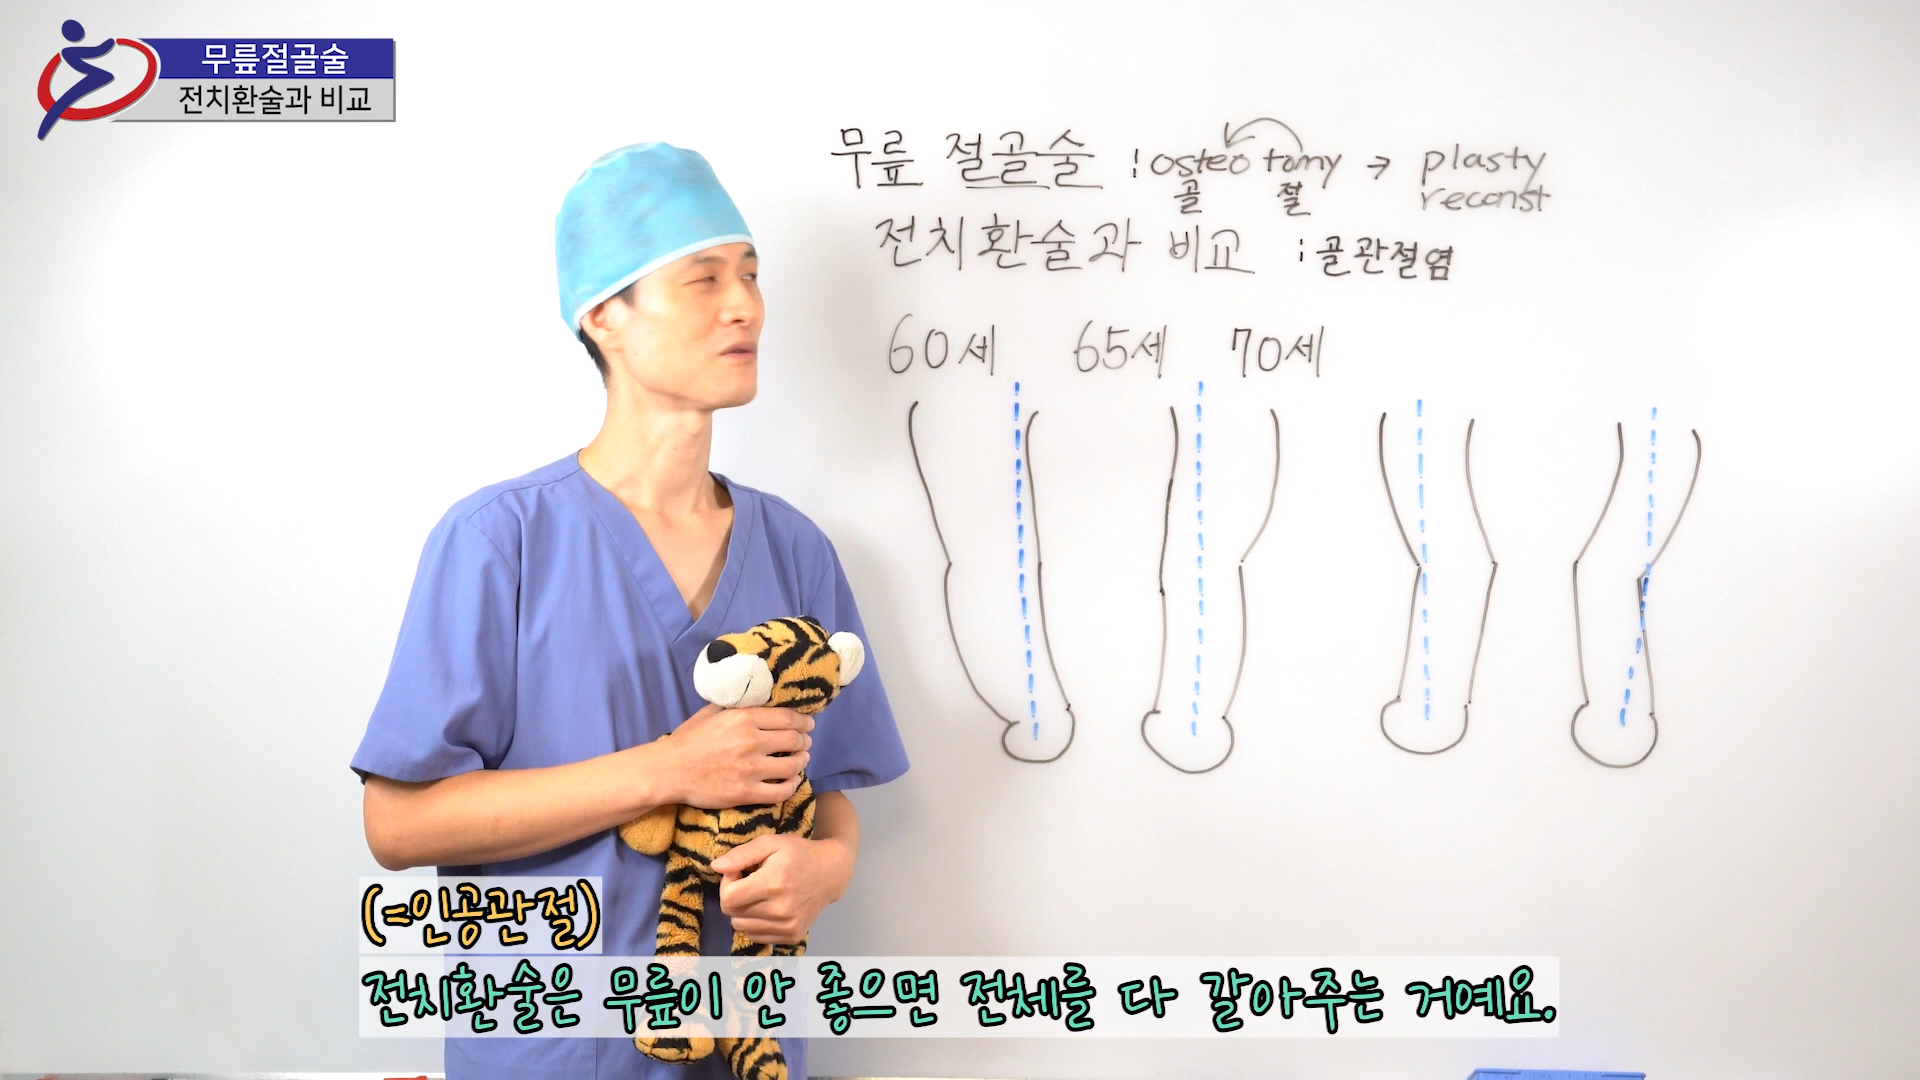 무릎절골술
전치환술과 비교
무릎 절골술 : osteotomy → plasty
골 절 reconst
전치환술과 비교 : 골관절염
60세 65세 70세
(=인공관절)
전치환술은 무릎이 안 좋으면 전체를 다 갈아주는 거예요.